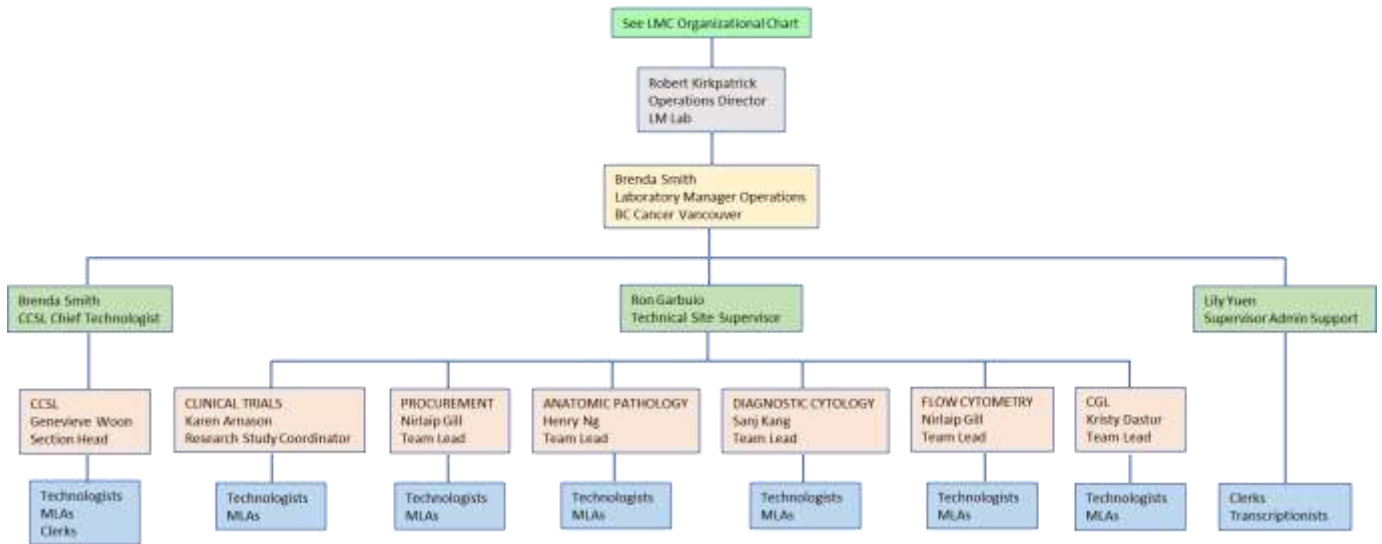 See LMC Organizational Chart
Robert Kirkpatrick
Operations Director
LM Lab
Brenda Smith
Laboratory Manager Operations
BC Cancer Vancouver
Brenda Smith
CCSL Chief Technologist
Ron Garbuio
Technical Site Supervisor
Lily Yuen
Supervisor Admin Support
CCSL
Genevieve Woon
Section Head
CLINICAL TRIALS
Karen Arnason
Research Study Coordinator
PROCUREMENT
Nirlaip Gill
Team Lead
ANATOMIC PATHOLOGY
Henry Ng
Team Lead
DIAGNOSTIC CYTOLOGY
Sanj Kang
Team Lead
FLOW CYTOMETRY
Nirlaip Gill
Team Lead
CGL
Kristy Dastur
Team Lead
Technologists
MLAs
Clerks
Technologists
MLAs
Technologists
MLAs
Technologists
MLAs
Technologists
MLAs
Technologists
MLAs
Technologists
MLAs
Clerks
Transcriptionists